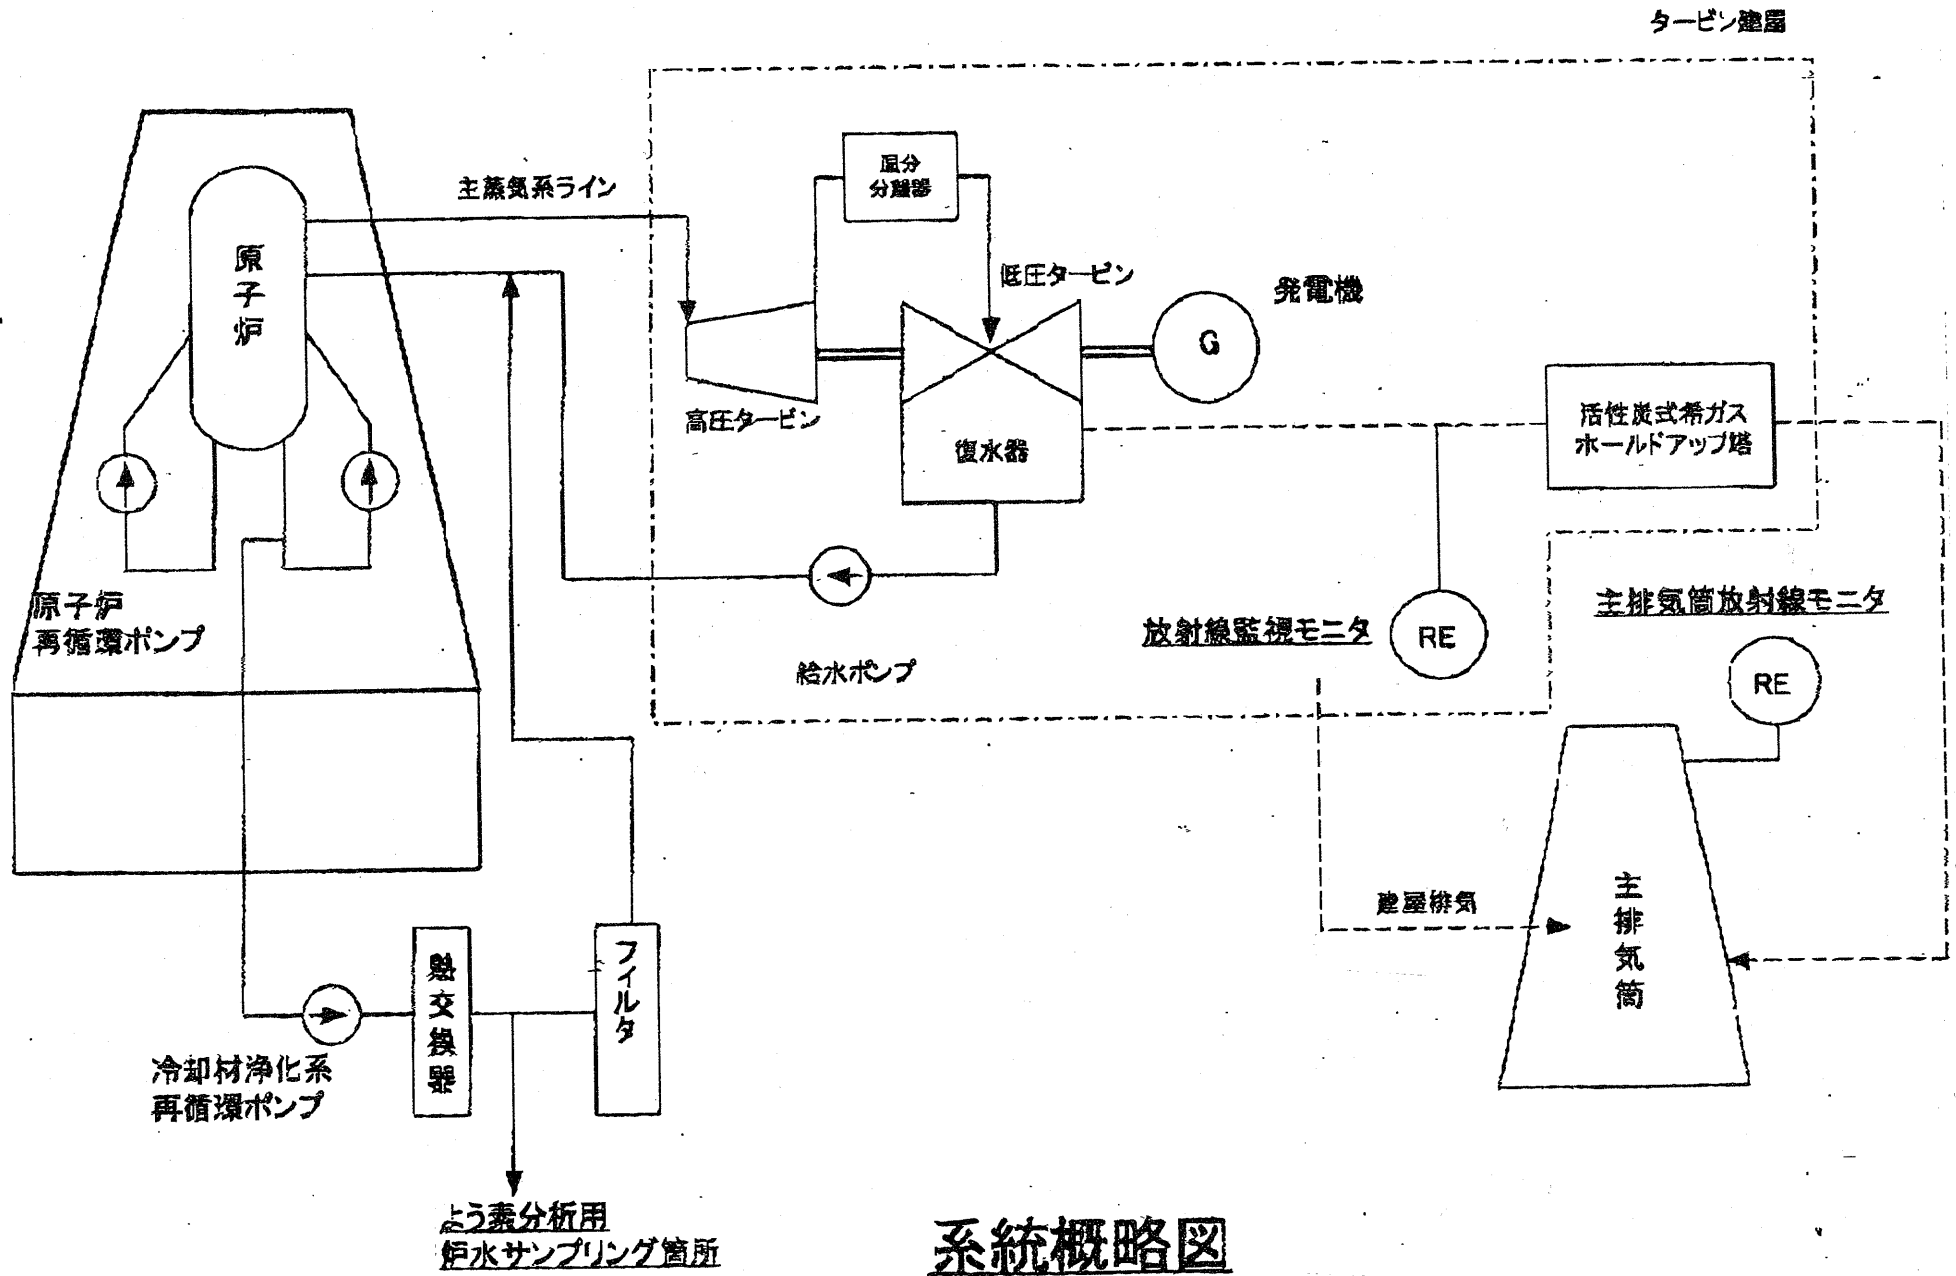 タービン建屋
主蒸気系ライン
湿分
分離器
原子炉
低圧タービン
発電機
G
高圧タービン
復水器
活性炭式希ガス
ホールドアップ塔
原子炉
再循環ポンプ
給水ポンプ
放射線監視モニタ
RE
主排気筒放射線モニタ
RE
建屋排気
主排気筒
熱交換器
フィルタ
冷却材浄化系
再循環ポンプ
よう素分析用
炉水サンプリング箇所
系統概略図